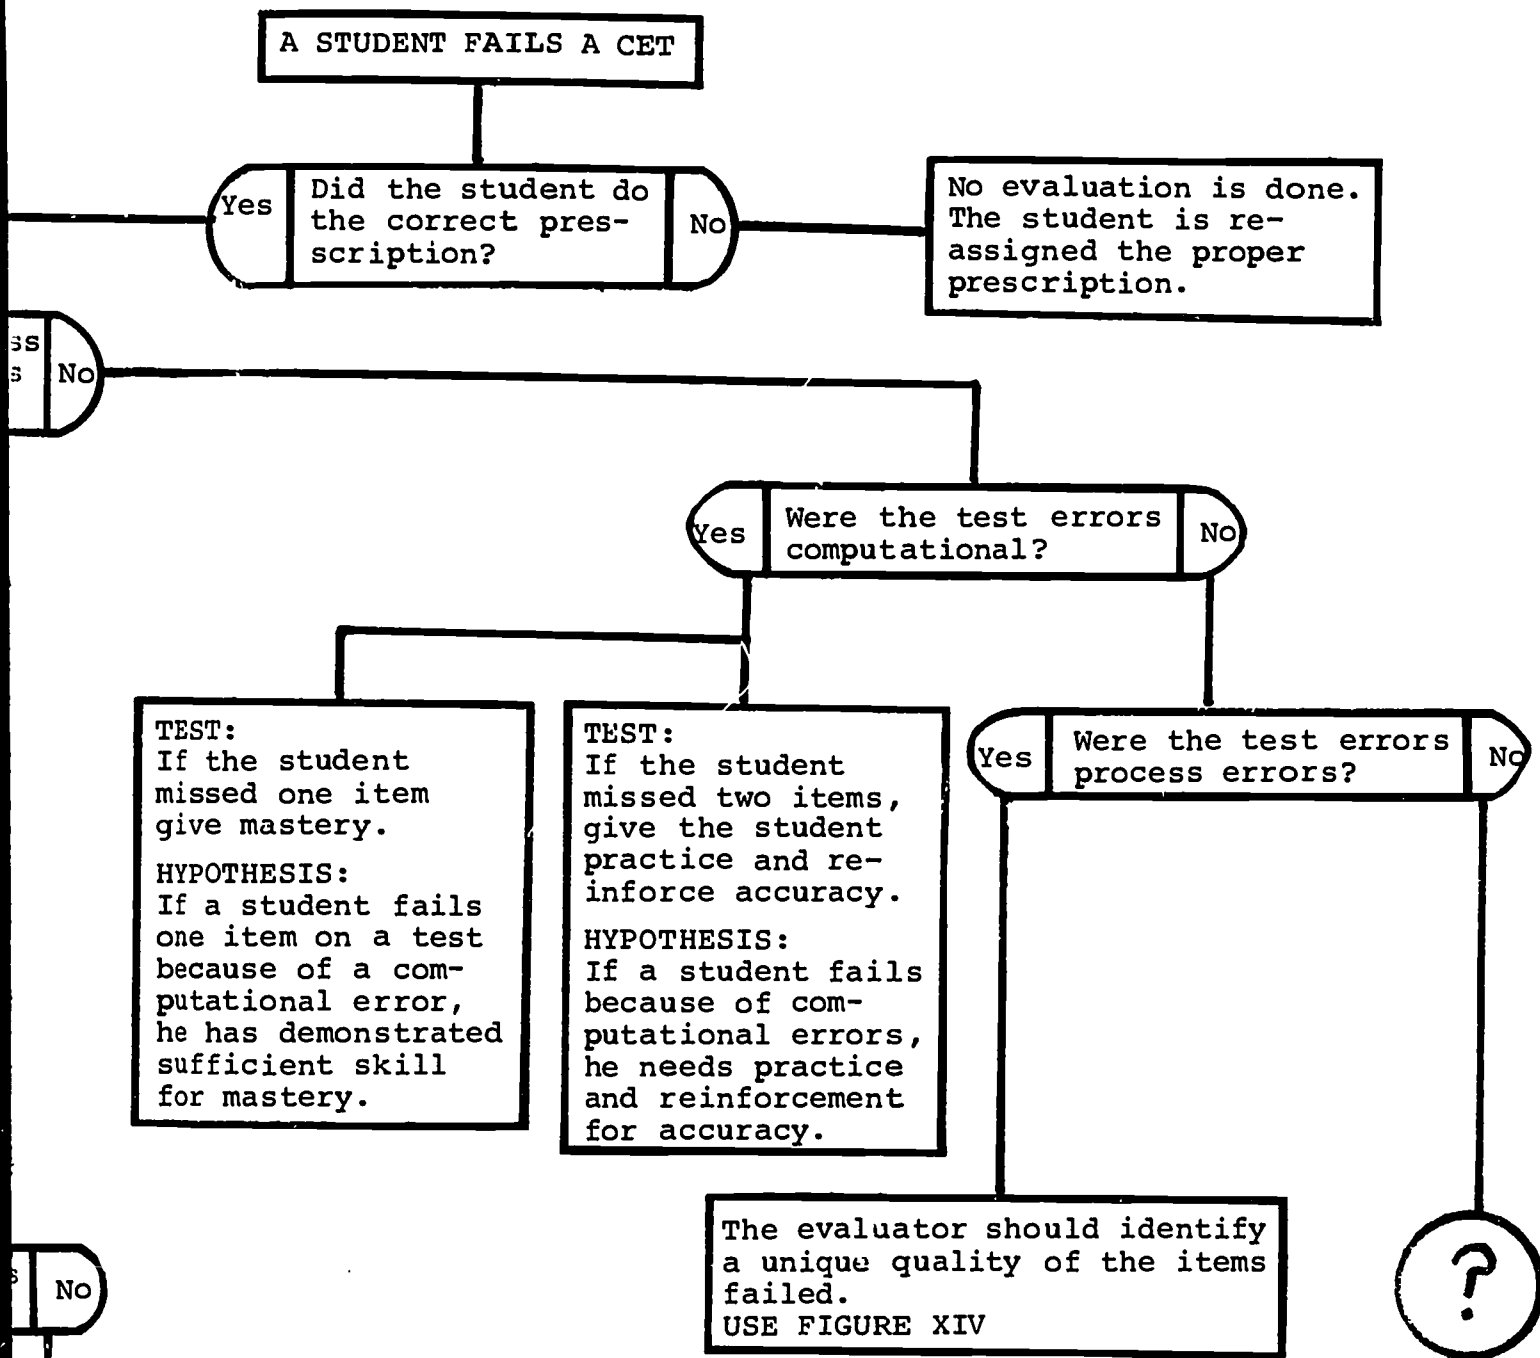 A STUDENT FAILS A CET
Yes
Did the student do
the correct pres-
scription?
No
No evaluation is done.
The student is re-
assigned the proper
prescription.
No
Yes
Were the test errors
computational?
No
TEST:
If the student
missed one item
give mastery.
HYPOTHESIS:
If a student fails
one item on a test
because of a com-
putational error,
he has demonstrated
sufficient skill
for mastery.
TEST:
If the student
missed two items,
give the student
practice and re-
inforce accuracy.
HYPOTHESIS:
If a student fails
because of com-
putational errors,
he needs practice
and reinforcement
for accuracy.
Yes
Were the test errors
process errors?
No
The evaluator should identify
a unique quality of the items
failed.
USE FIGURE XIV
?
No